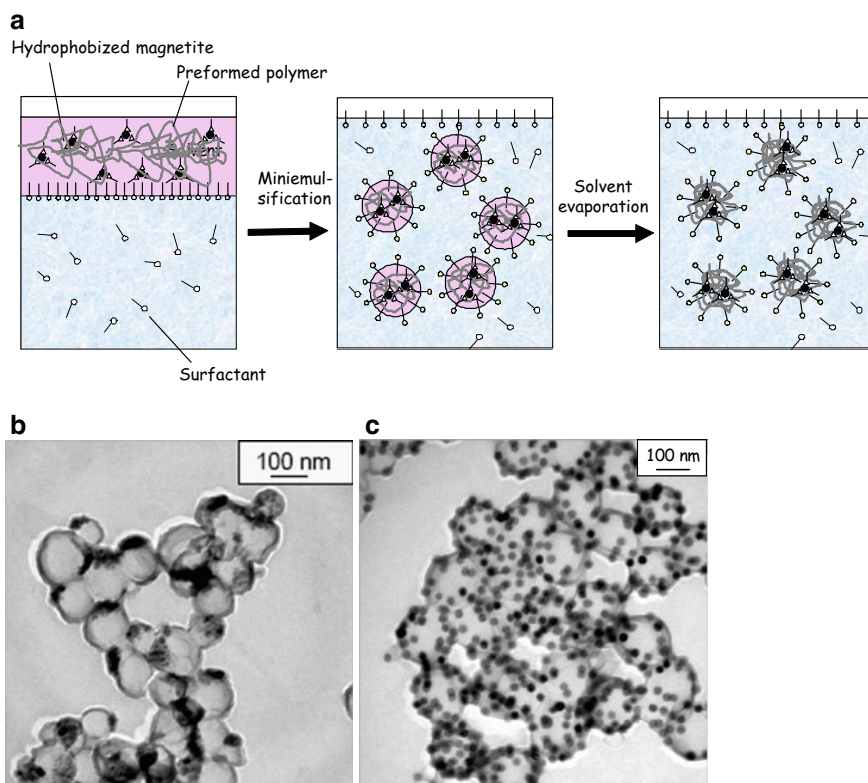 a
Hydrophobized magnetite
Preformed polymer
Miniemul-
sification
Solvent
evaporation
Surfactant
b
c
100 nm
100 nm